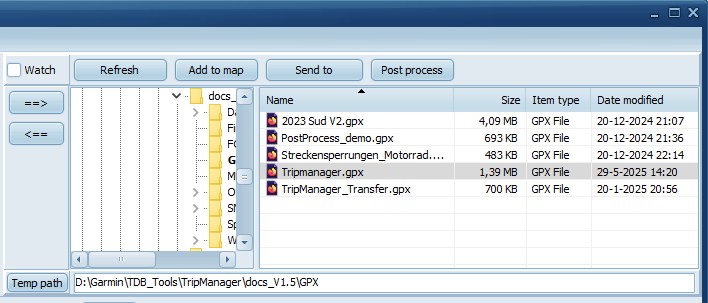 Watch Refresh Add to map Send to Post process
==>
<==
docs_
Da
Fi
G
M
O
Sp
W
Name Size Item type Date modified
2023 Sud V2.gpx 4,09 MB GPX File 20-12-2024 21:07
PostProcess_demo.gpx 693 KB GPX File 20-12-2024 21:36
Streckensperrungen_Motorrad.... 483 KB GPX File 20-12-2024 22:14
Tripmanager.gpx 1,39 MB GPX File 29-5-2025 14:20
TripManager_Transfer.gpx 700 KB GPX File 20-1-2025 20:56
Temp path D:\Garmin\TDB_Tools\TripManager\docs_V1.5\GPX